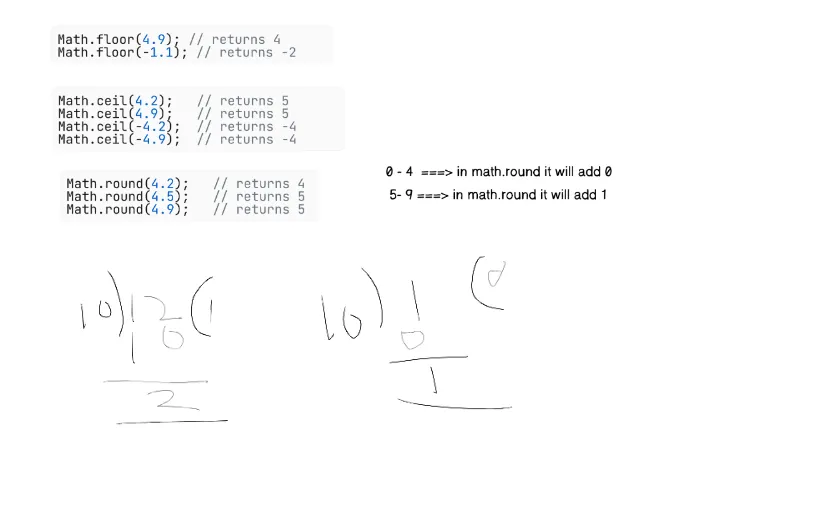 Math.floor(4.9); // returns 4
Math.floor(-1.1); // returns -2
Math.ceil(4.2); // returns 5
Math.ceil(4.9); // returns 5
Math.ceil(-4.2); // returns -4
Math.ceil(-4.9); // returns -4
Math.round(4.2); // returns 4
Math.round(4.5); // returns 5
Math.round(4.9); // returns 5
0 - 4 ===> in math.round it will add 0
5- 9 ===> in math.round it will add 1
10)12(1
10
2
10)1(0
0
1